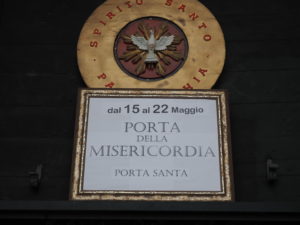 SPIRITO SANTO
dal 15 al 22 Maggio
PORTA
DELLA
MISERICORDIA
PORTA SANTA